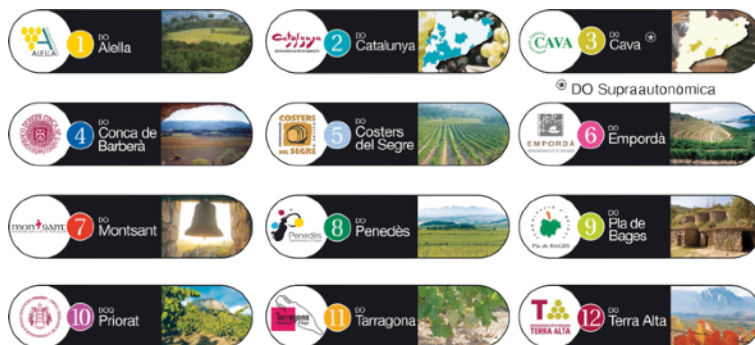 ALELLA
1
DO
Alella
Catalunya
2
DO
Catalunya
CAVA
3
DO
Cava ⍟
⍟ DO Supraautonòmica
4
DO
Conca de
Barberà
COSTERS
DEL SEGRE
5
DO
Costers
del Segre
EMPORDÀ
6
DO
Empordà
montsant
7
DO
Montsant
Penedès
8
DO
Penedès
Pla de BAGES
9
DO
Pla de
Bages
10
DOQ
Priorat
Tarragona
11
DO
Tarragona
TERRA ALTA
12
DO
Terra Alta